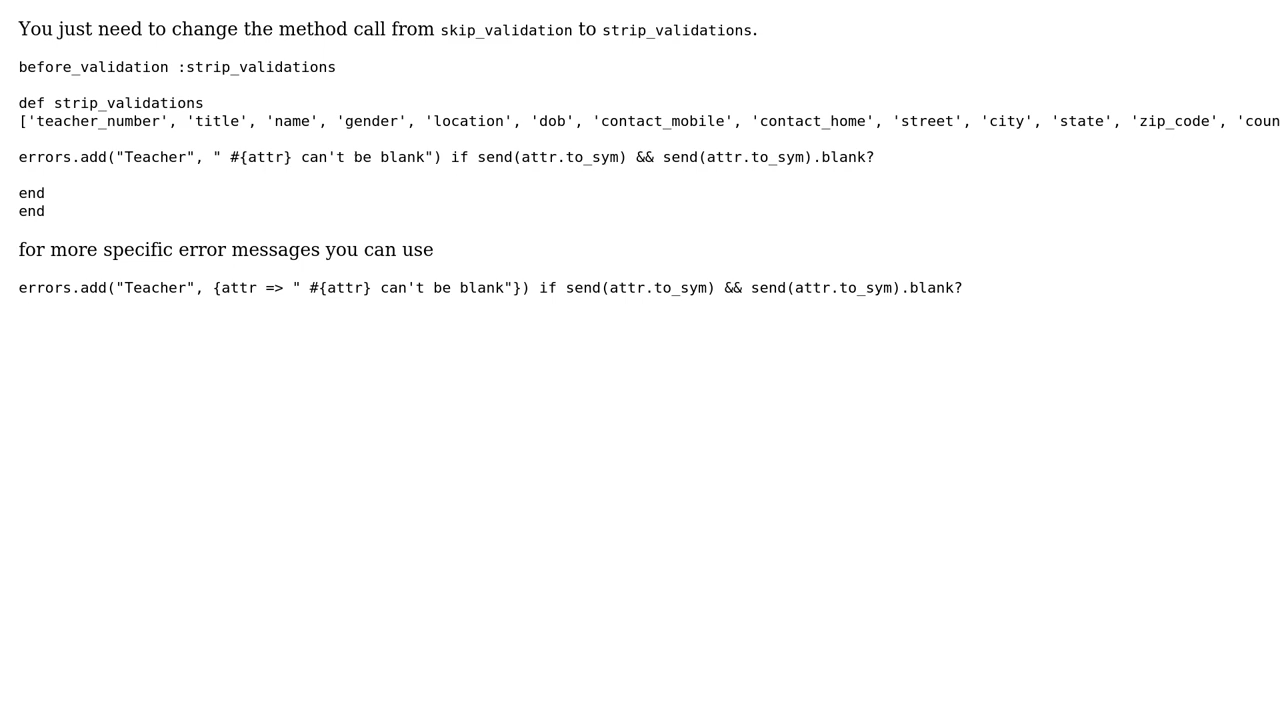 You just need to change the method call from skip_validation to strip_validations.
before_validation :strip_validations
def strip_validations
['teacher_number', 'title', 'name', 'gender', 'location', 'dob', 'contact_mobile', 'contact_home', 'street', 'city', 'state', 'zip_code', 'coun
errors.add("Teacher", " #{attr} can't be blank") if send(attr.to_sym) && send(attr.to_sym).blank?
end
end
for more specific error messages you can use
errors.add("Teacher", {attr => " #{attr} can't be blank"}) if send(attr.to_sym) && send(attr.to_sym).blank?